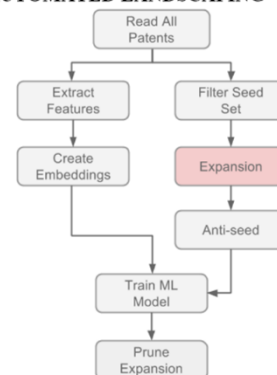 Read All
Patents
Extract
Features
Filter Seed
Set
Create
Embeddings
Expansion
Anti-seed
Train ML
Model
Prune
Expansion